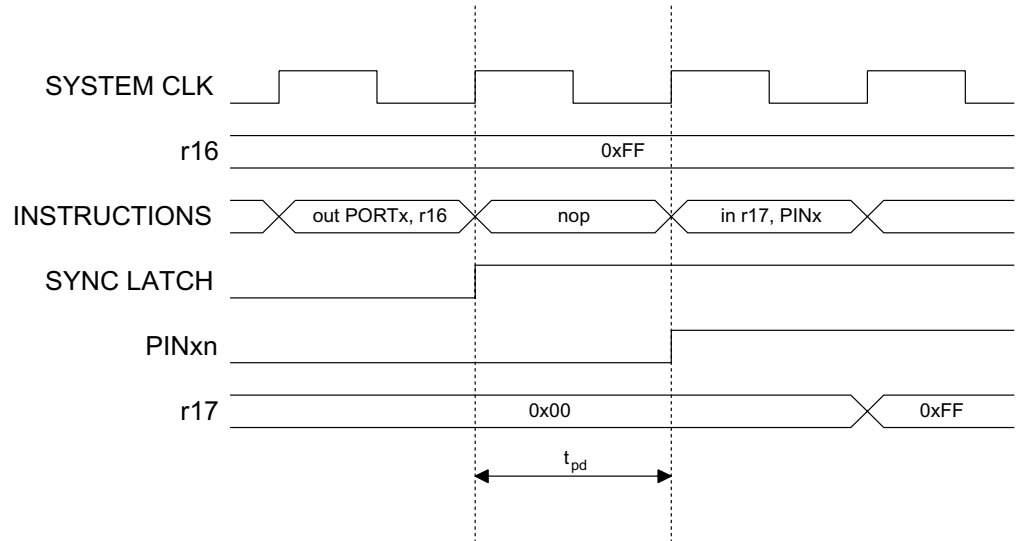 SYSTEM CLK
r16
0xFF
INSTRUCTIONS
out PORTx, r16
nop
in r17, PINx
SYNC LATCH
PINxn
r17
0x00
0xFF
tpd